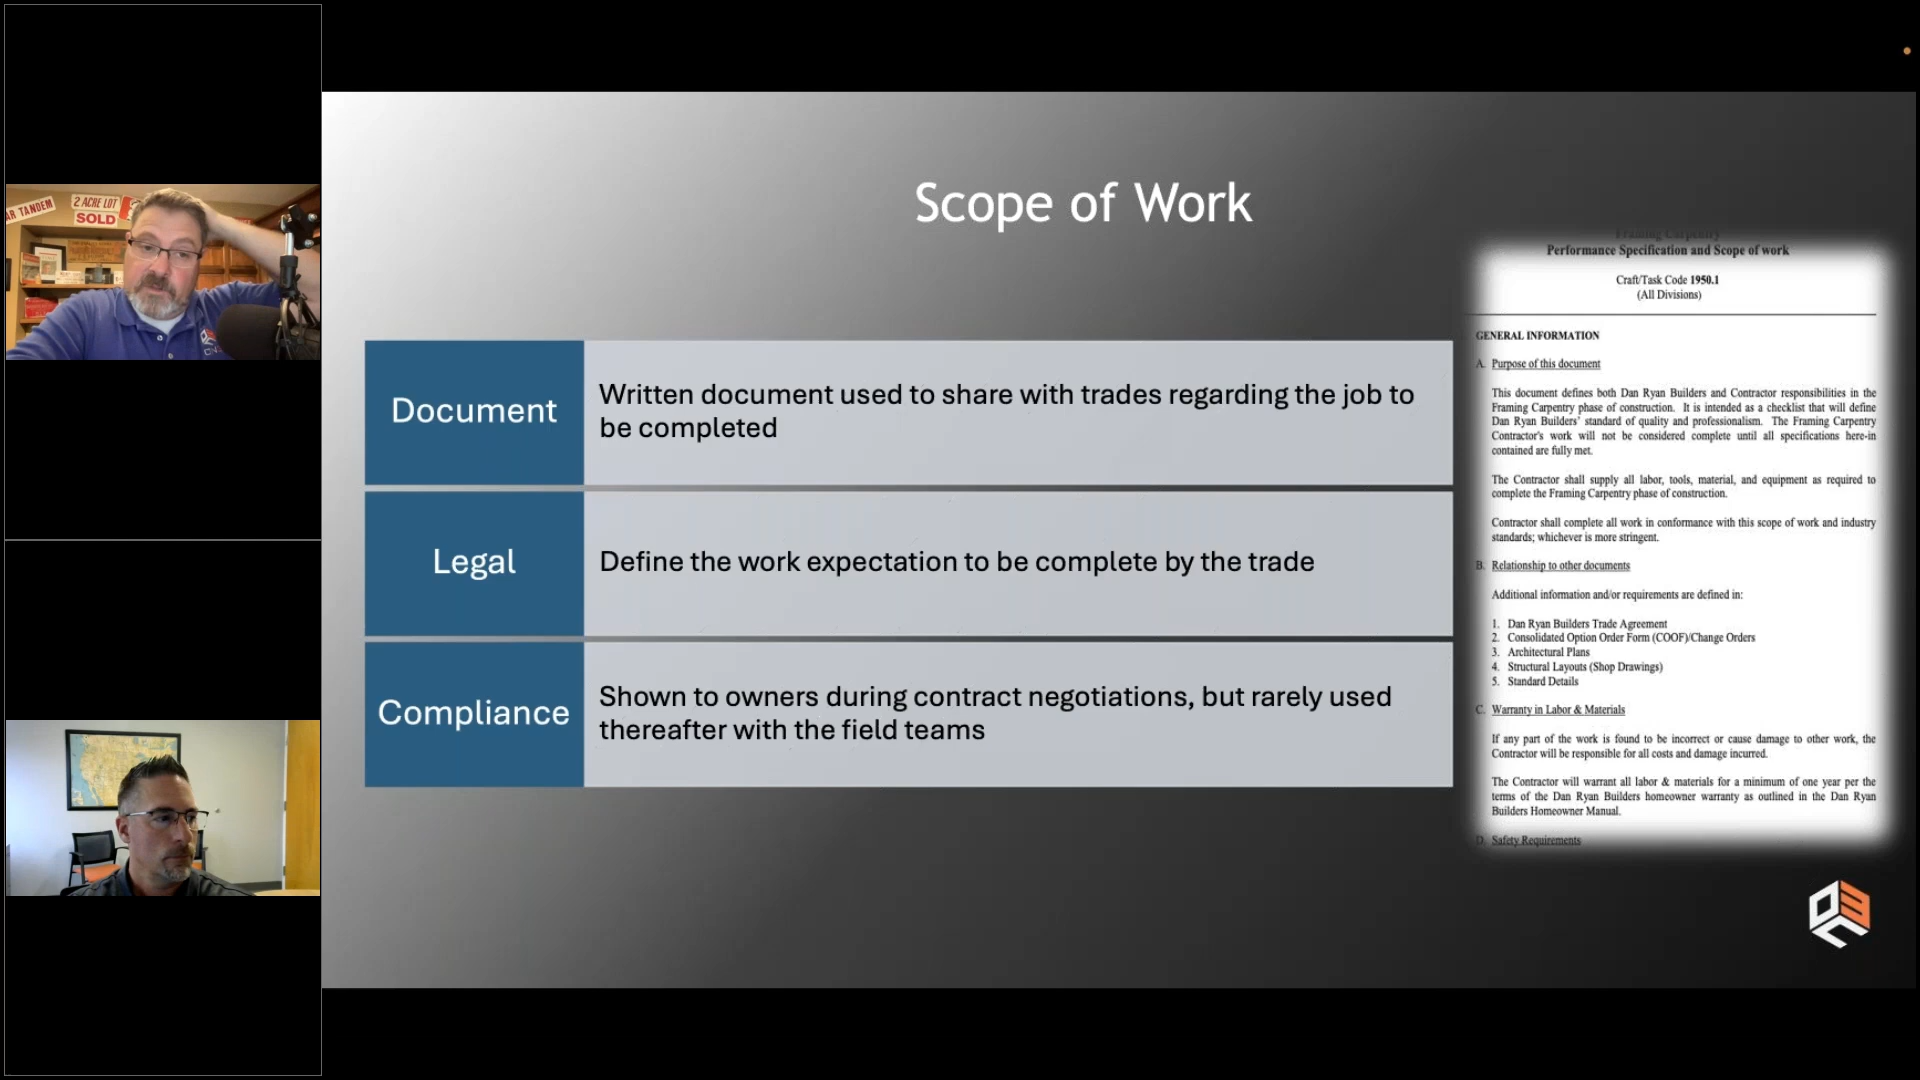 AR TANDEM
2 ACRE LOT
SOLD
Scope of Work
Document
Written document used to share with trades regarding the job to
be completed
Legal
Define the work expectation to be complete by the trade
Compliance
Shown to owners during contract negotiations, but rarely used
thereafter with the field teams
Framing Carpentry
Performance Specification and Scope of work
Craft/Task Code 1950.1
(All Divisions)
GENERAL INFORMATION
A. Purpose of this document
This document defines both Dan Ryan Builders and Contractor responsibilities in the
Framing Carpentry phase of construction. It is intended as a checklist that will define
Dan Ryan Builders' standard of quality and professionalism. The Framing Carpentry
Contractor's work will not be considered complete until all specifications here-in
contained are fully met.
The Contractor shall supply all labor, tools, material, and equipment as required to
complete the Framing Carpentry phase of construction.
Contractor shall complete all work in conformance with this scope of work and industry
standards; whichever is more stringent.
B. Relationship to other documents
Additional information and/or requirements are defined in:
1. Dan Ryan Builders Trade Agreement
2. Consolidated Option Order Form (COOF)/Change Orders
3. Architectural Plans
4. Structural Layouts (Shop Drawings)
5. Standard Details
C. Warranty in Labor & Materials
If any part of the work is found to be incorrect or cause damage to other work, the
Contractor will be responsible for all costs and damage incurred.
The Contractor will warrant all labor & materials for a minimum of one year per the
terms of the Dan Ryan Builders homeowner warranty as outlined in the Dan Ryan
Builders Homeowner Manual.
D. Safety Requirements